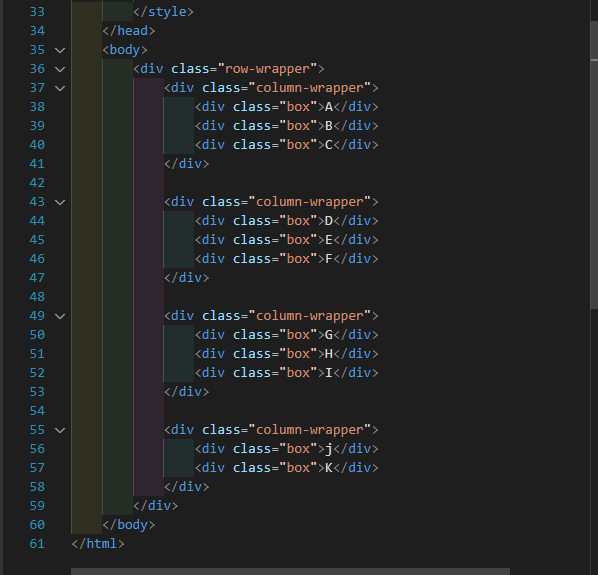 33 </style>
34 </head>
35 <body>
36 <div class="row-wrapper">
37 <div class="column-wrapper">
38 <div class="box">A</div>
39 <div class="box">B</div>
40 <div class="box">C</div>
41 </div>
42
43 <div class="column-wrapper">
44 <div class="box">D</div>
45 <div class="box">E</div>
46 <div class="box">F</div>
47 </div>
48
49 <div class="column-wrapper">
50 <div class="box">G</div>
51 <div class="box">H</div>
52 <div class="box">I</div>
53 </div>
54
55 <div class="column-wrapper">
56 <div class="box">j</div>
57 <div class="box">K</div>
58 </div>
59 </div>
60 </body>
61 </html>